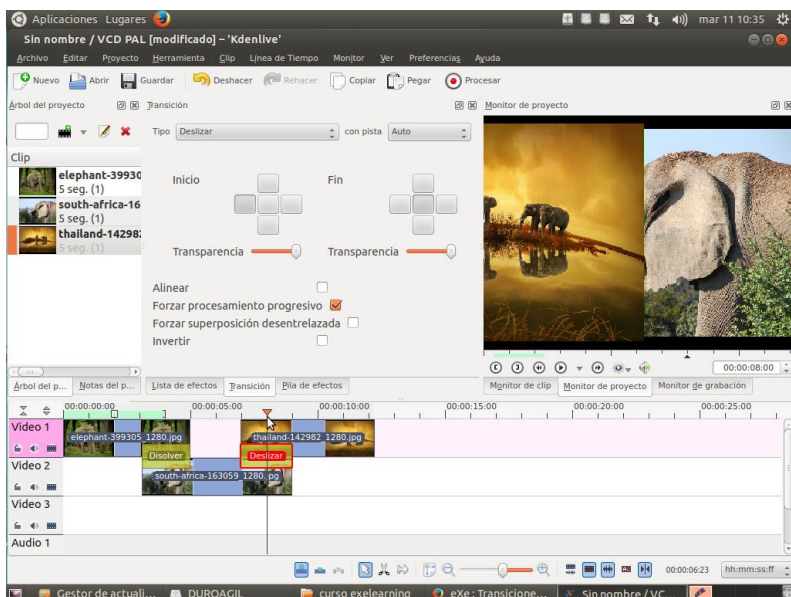 Aplicaciones Lugares mar 11 10:35
Sin nombre / VCD PAL [modificado] – 'Kdenlive'
Archivo Editar Proyecto Herramienta Clip Línea de Tiempo Monitor Ver Preferencias Ayuda
Nuevo Abrir Guardar Deshacer Rehacer Copiar Pegar Procesar
Árbol del proyecto Transición Monitor de proyecto
Tipo Deslizar con pista Auto
Clip
elephant-39930
5 seg. (1)
south-africa-16
5 seg. (1)
thailand-14298
5 seg. (1)
Inicio Fin
Transparencia Transparencia
Alinear
Forzar procesamiento progresivo
Forzar superposición desentrelazada
Invertir
00:00:08:00
Árbol del p... Notas del p... Lista de efectos Transición Pila de efectos Monitor de clip Monitor de proyecto Monitor de grabación
00:00:00:00 00:00:05:00 00:00:10:00 00:00:15:00 00:00:20:00 00:00:25:00
Video 1
elephant-399305_1280.jpg thailand-142982_1280.jpg
Disolver Deslizar
Video 2
south-africa-163059_1280.jpg
Video 3
Audio 1
00:00:06:23 hh:mm:ss:ff
Gestor de actuali... DUROAGIL curso exelearning eXe : Transicione... Sin nombre / VC